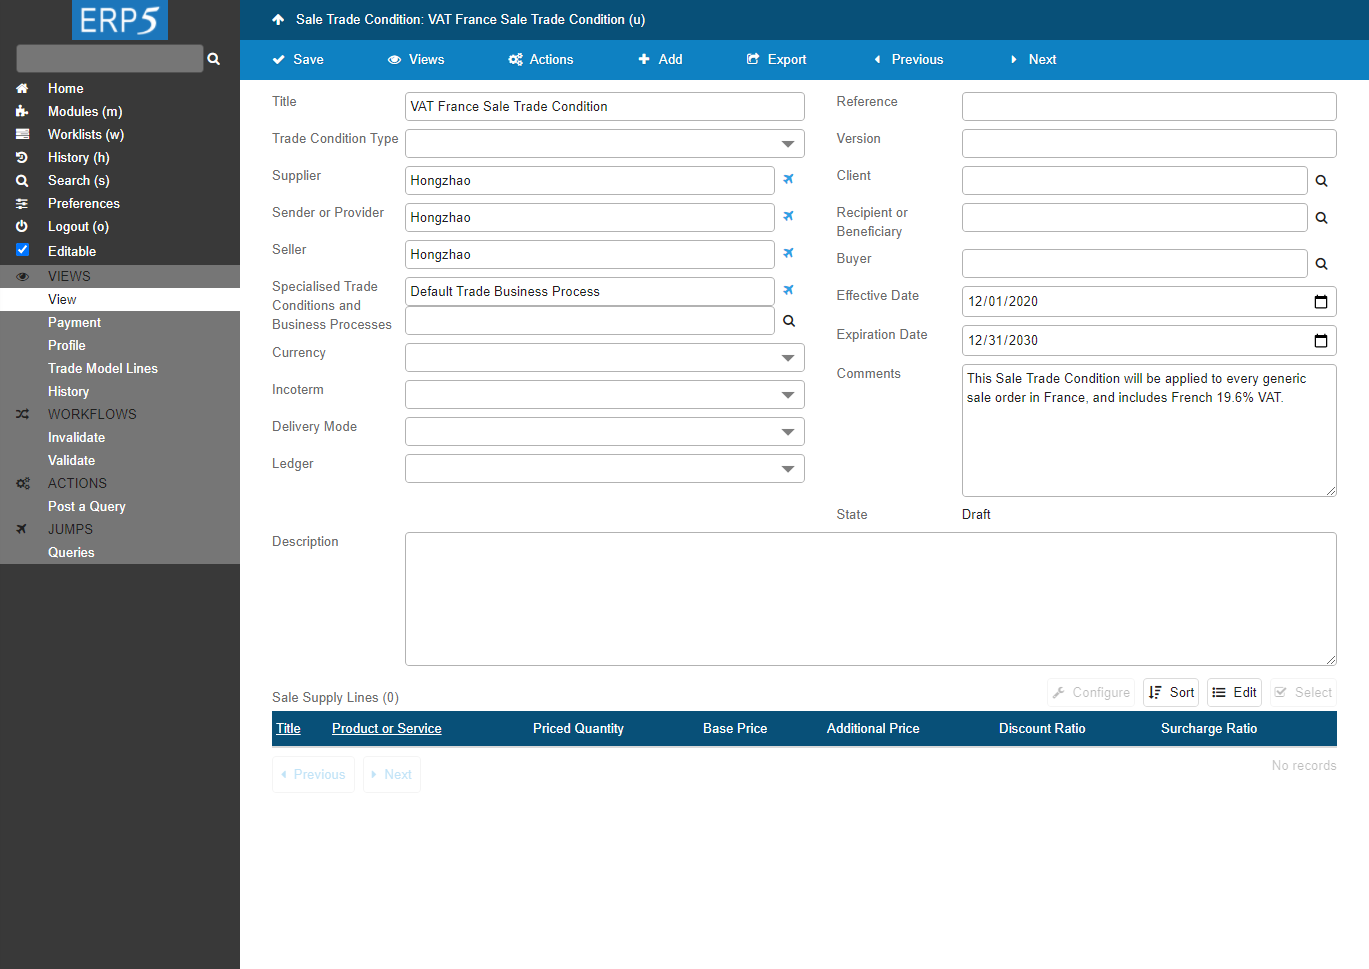 ERP5
Home
Modules (m)
Worklists (w)
History (h)
Search (s)
Preferences
Logout (o)
Editable
VIEWS
View
Payment
Profile
Trade Model Lines
History
WORKFLOWS
Invalidate
Validate
ACTIONS
Post a Query
JUMPS
Queries
Sale Trade Condition: VAT France Sale Trade Condition (u)
Save Views Actions Add Export Previous Next
Title VAT France Sale Trade Condition
Trade Condition Type
Supplier Hongzhao
Sender or Provider Hongzhao
Seller Hongzhao
Specialised Trade
Conditions and
Business Processes
Default Trade Business Process
Currency
Incoterm
Delivery Mode
Ledger
Reference
Version
Client
Recipient or
Beneficiary
Buyer
Effective Date 12/01/2020
Expiration Date 12/31/2030
Comments
This Sale Trade Condition will be applied to every generic
sale order in France, and includes French 19.6% VAT.
State Draft
Description
Sale Supply Lines (0)
Configure Sort Edit Select
Title Product or Service Priced Quantity Base Price Additional Price Discount Ratio Surcharge Ratio
Previous Next
No records